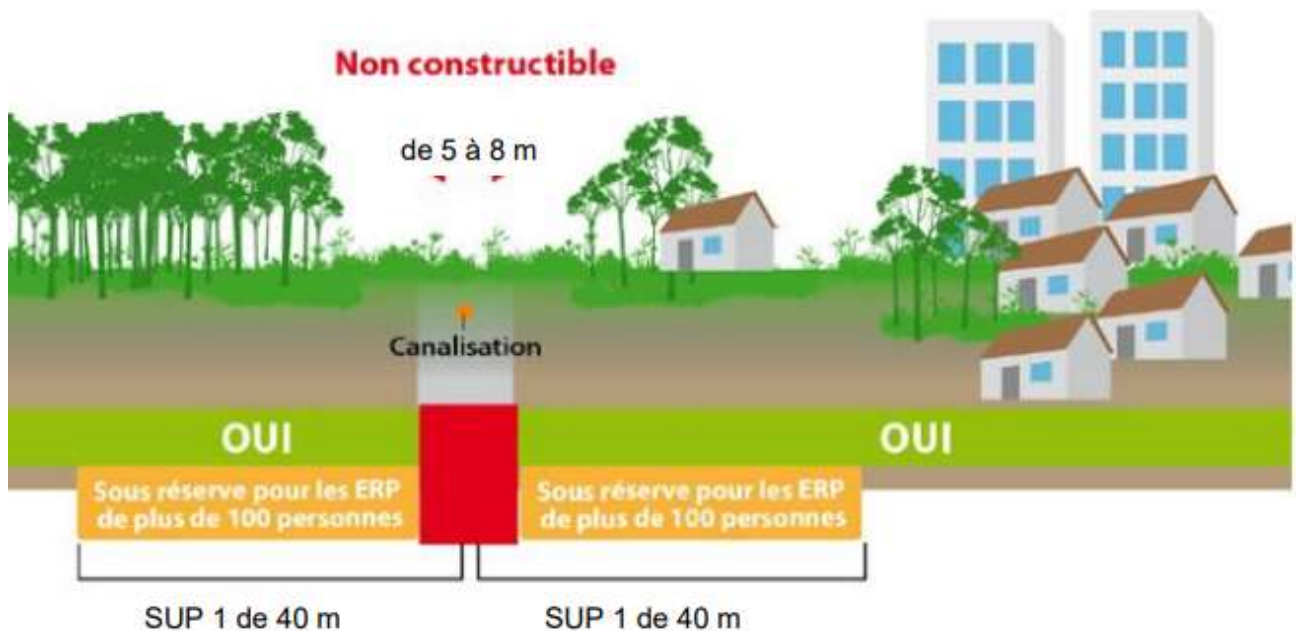 Non constructible
de 5 à 8 m
Canalisation
OUI
OUI
Sous réserve pour les ERP
de plus de 100 personnes
Sous réserve pour les ERP
de plus de 100 personnes
SUP 1 de 40 m
SUP 1 de 40 m